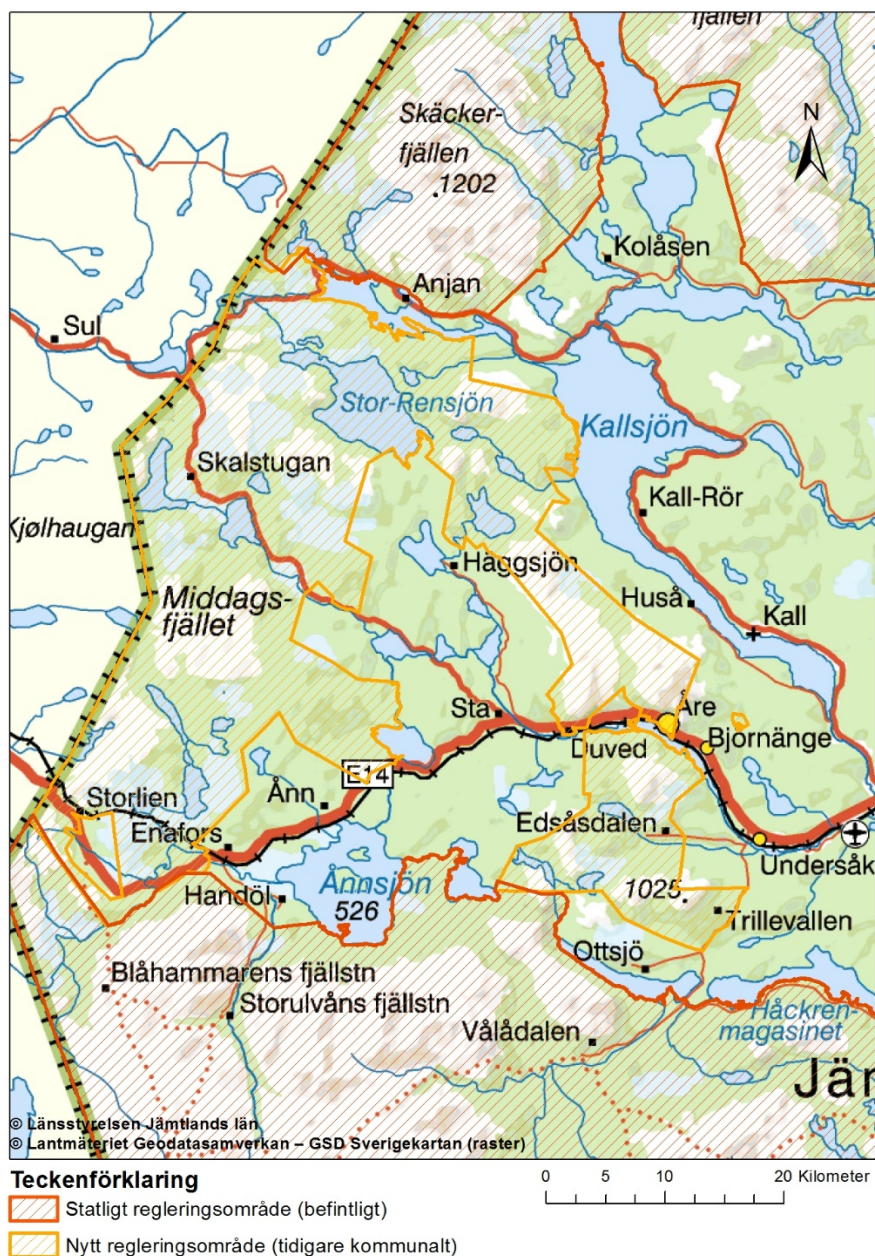 fjällen
Skäcker-
fjällen
1202
N
Kolåsen
Anjan
Sul
Stor-Rensjön
Kallsjön
Skalstugan
Kall-Rör
Kjølhaugan
Häggsjön
Middags-
fjället
Huså
Kall
Sta
Åre
Duved
Björnänge
E14
Storlien
Ånn
Enafors
Edsåsdalen
Undersåk
Handöl
Ånnsjön
526
1025
Trillevallen
Ottsjö
Blåhammarens fjällstn
Storulvåns fjällstn
Håckren-
magasinet
Vålådalen
Jär
© Länsstyrelsen Jämtlands län
© Lantmäteriet Geodatasamverkan – GSD Sverigekartan (raster)
Teckenförklaring
0 5 10 20 Kilometer
Statligt regleringsområde (befintligt)
Nytt regleringsområde (tidigare kommunalt)